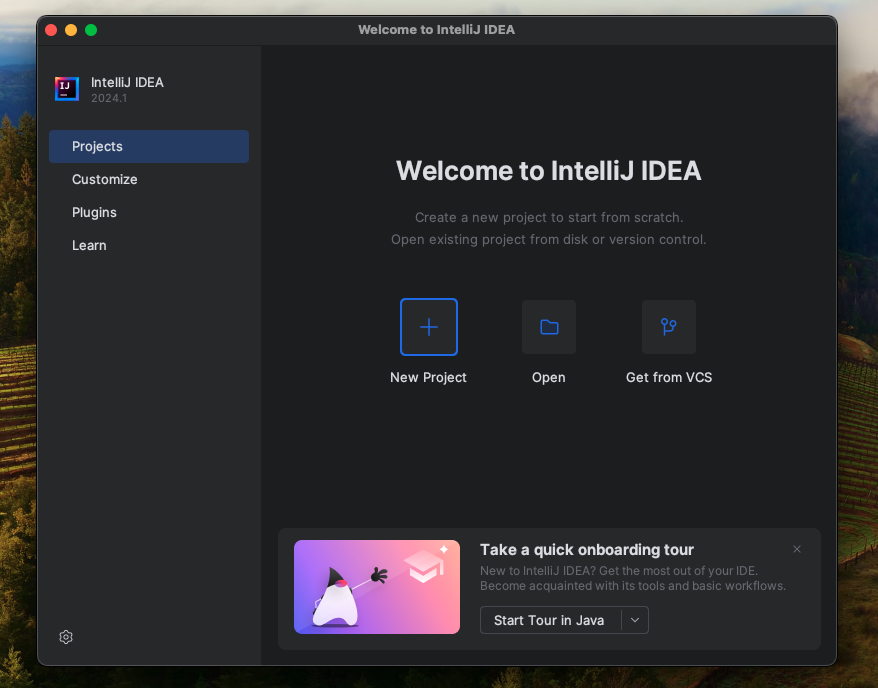 Welcome to IntelliJ IDEA
IJ
IntelliJ IDEA
2024.1
Projects
Customize
Plugins
Learn
Welcome to IntelliJ IDEA
Create a new project to start from scratch.
Open existing project from disk or version control.
New Project
Open
Get from VCS
Take a quick onboarding tour
New to IntelliJ IDEA? Get the most out of your IDE.
Become acquainted with its tools and basic workflows.
Start Tour in Java